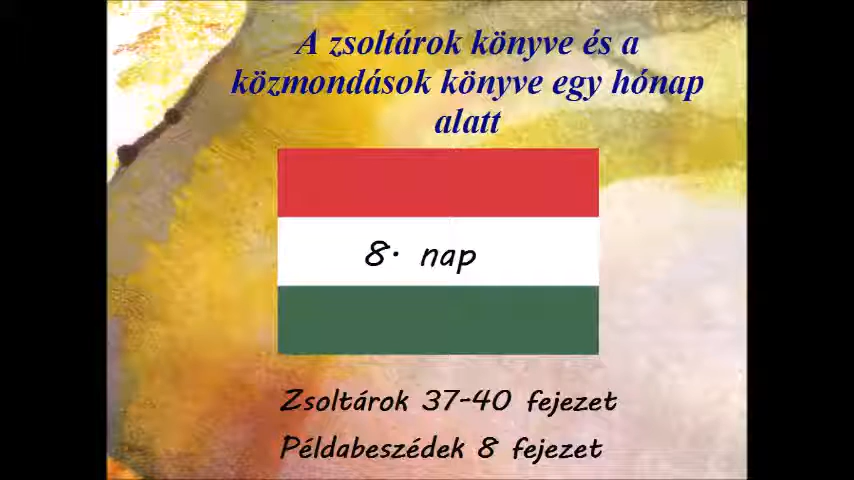 A zsoltárok könyve és a
közmondások könyve egy hónap
alatt
8. nap
Zsoltárok 37-40 fejezet
Példabeszédek 8 fejezet